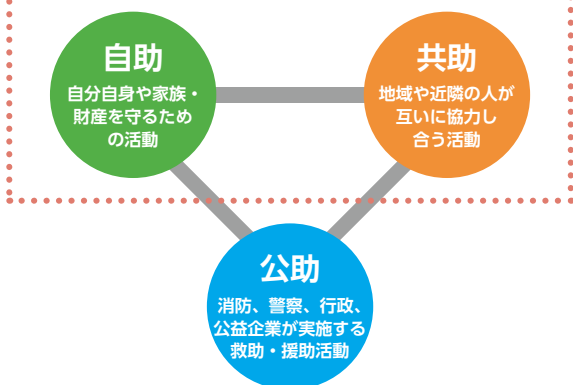 自助
自分自身や家族・
財産を守るため
の活動
共助
地域や近隣の人が
互いに協力し
合う活動
公助
消防、警察、行政、
公益企業が実施する
救助・援助活動